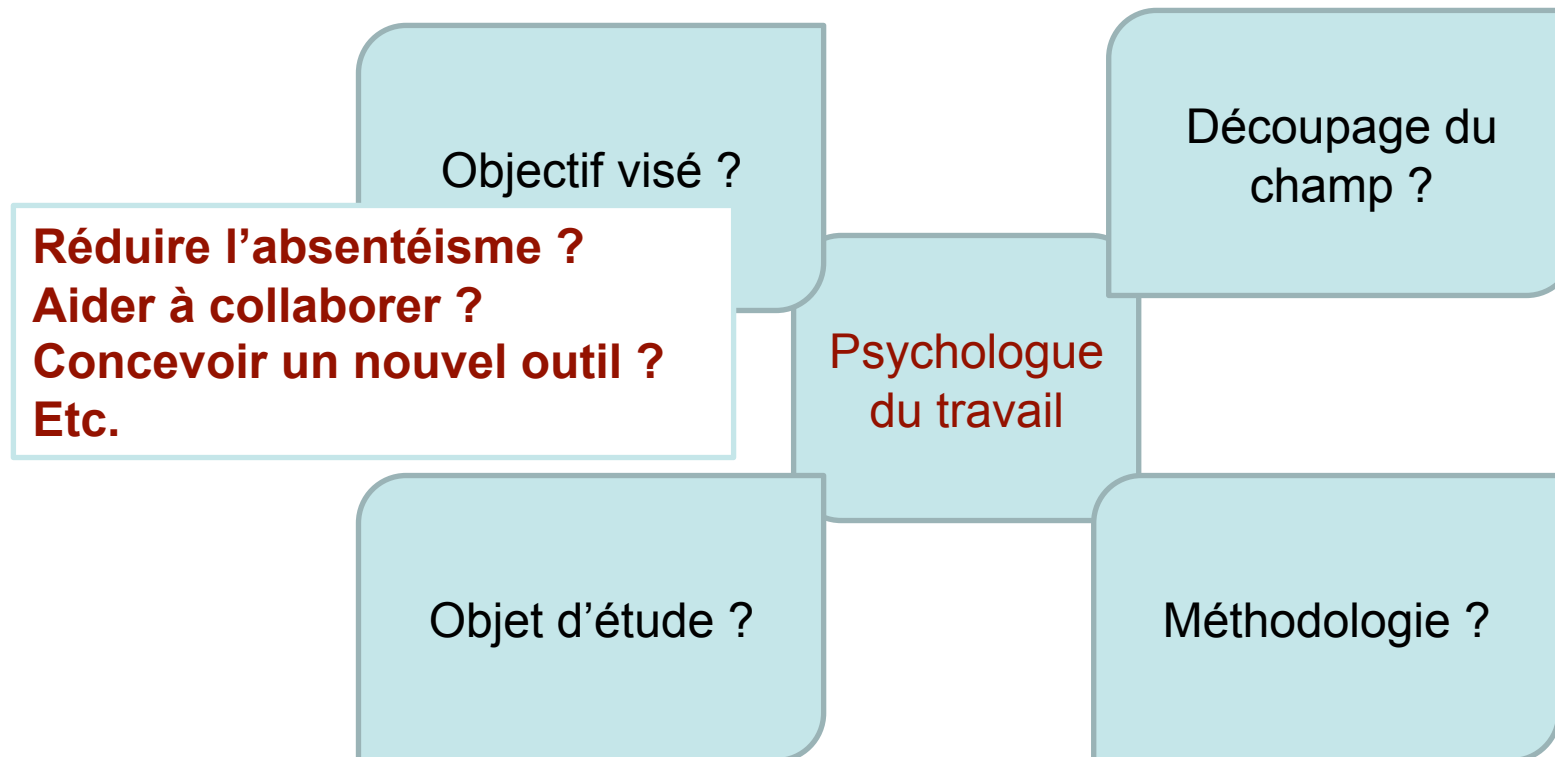 Objectif visé ?
Réduire l’absentéisme ?
Aider à collaborer ?
Concevoir un nouvel outil ?
Etc.
Découpage du
champ ?
Psychologue
du travail
Objet d’étude ?
Méthodologie ?